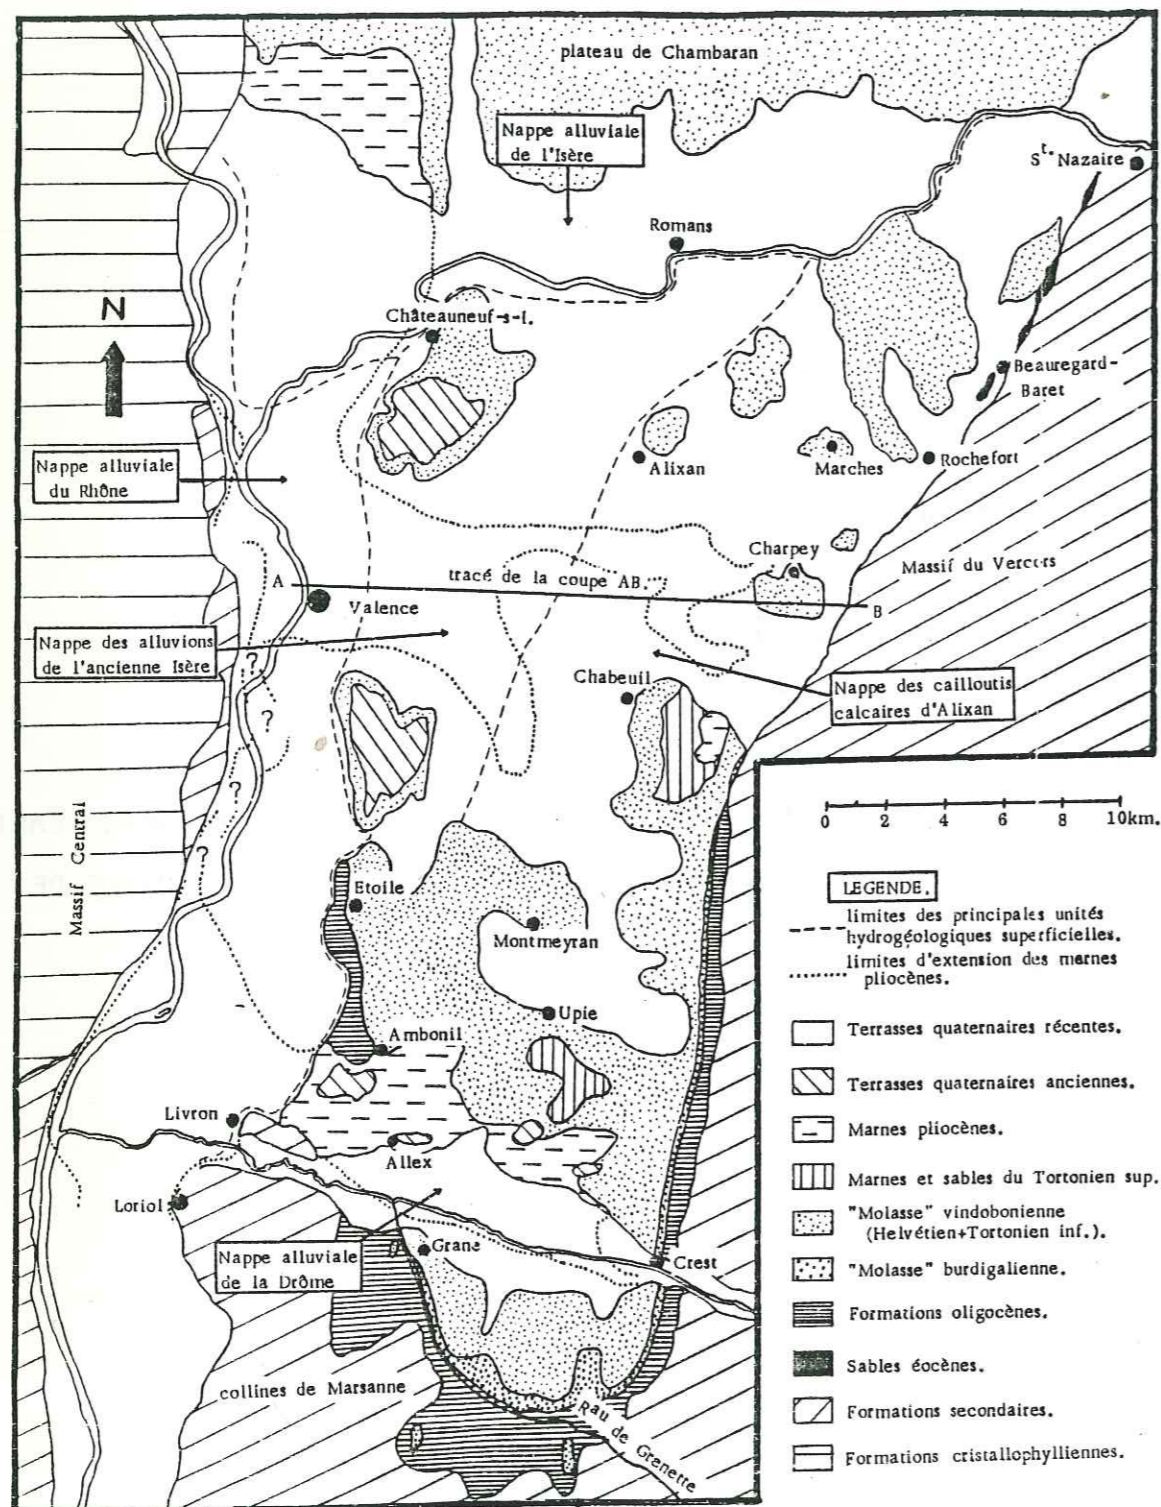 plateau de Chambaran
Nappe alluviale
de l'Isère
St. Nazaire
Romans
N
Châteauneuf-s-I.
Beauregard-
Baret
Nappe alluviale
du Rhône
Alixan
Marches
Rochefort
Charpey
Massif du Vercors
A
tracé de la coupe AB.
B
Valence
Nappe des alluvions
de l'ancienne Isère
?
Chabeuil
Nappe des cailloutis
calcaires d'Alixan
?
?
?
Massif Central
0 2 4 6 8 10km.
LEGENDE.
limites des principales unités
hydrogéologiques superficielles.
limites d'extension des marnes
pliocènes.
Terrasses quaternaires récentes.
Terrasses quaternaires anciennes.
Marnes pliocènes.
Marnes et sables du Tortonien sup.
"Molasse" vindobonienne
(Helvétien+Tortonien inf.).
"Molasse" burdigalienne.
Formations oligocènes.
Sables éocènes.
Formations secondaires.
Formations cristallophylliennes.
Etoile
Montmeyran
Upie
Ambonil
Livron
Allex
Loriol
Nappe alluviale
de la Drôme
Grane
Crest
collines de Marsanne
Rau de Grenette